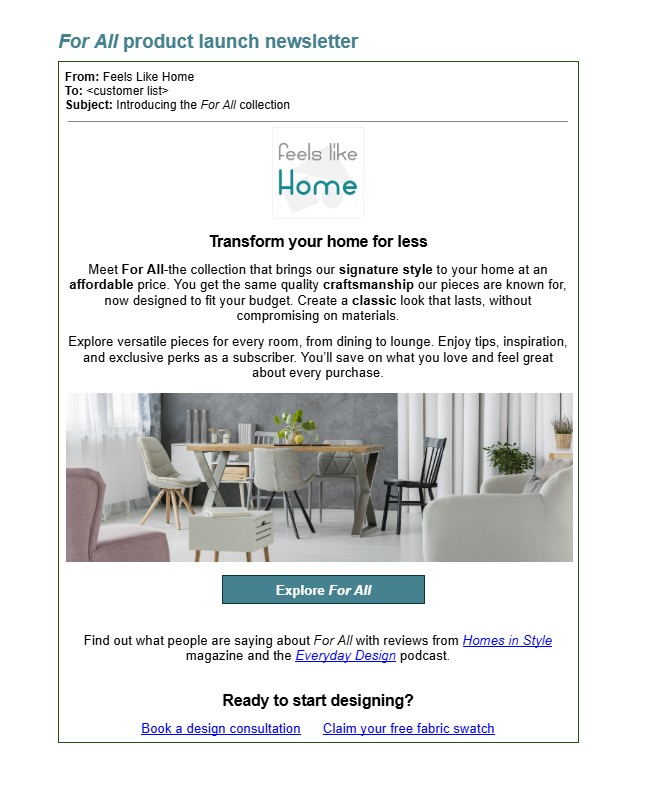 For All product launch newsletter
From: Feels Like Home
To: <customer list>
Subject: Introducing the For All collection
feels like
Home
Transform your home for less
Meet For All-the collection that brings our signature style to your home at an
affordable price. You get the same quality craftsmanship our pieces are known for,
now designed to fit your budget. Create a classic look that lasts, without
compromising on materials.
Explore versatile pieces for every room, from dining to lounge. Enjoy tips, inspiration,
and exclusive perks as a subscriber. You’ll save on what you love and feel great
about every purchase.
Explore For All
Find out what people are saying about For All with reviews from Homes in Style
magazine and the Everyday Design podcast.
Ready to start designing?
Book a design consultation Claim your free fabric swatch